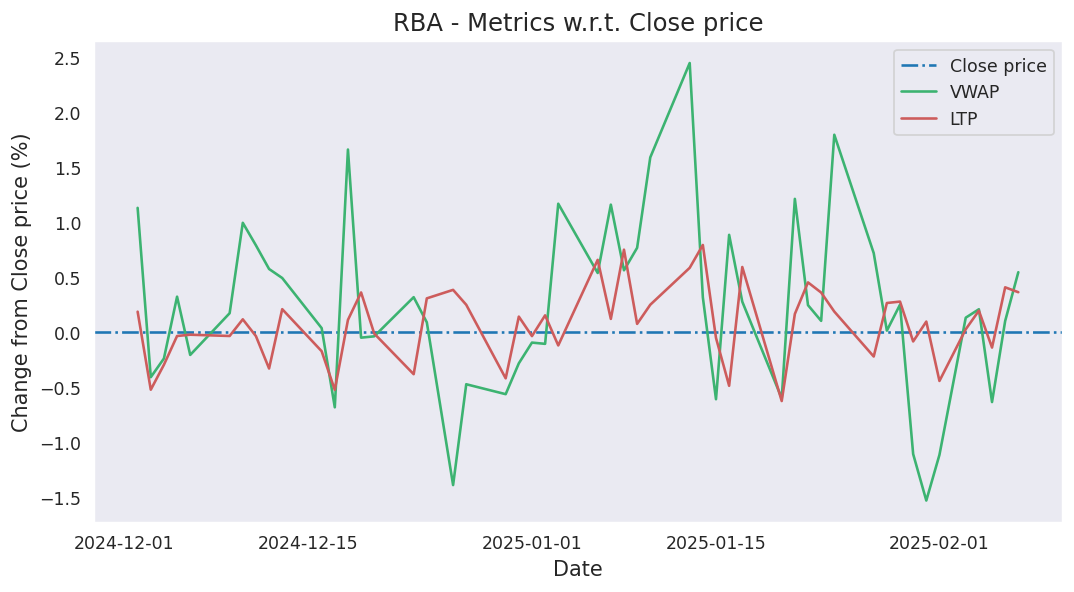 RBA - Metrics w.r.t. Close price
Change from Close price (%)
2.5
2.0
1.5
1.0
0.5
0.0
−0.5
−1.0
−1.5
Close price
VWAP
LTP
2024-12-01
2024-12-15
2025-01-01
2025-01-15
2025-02-01
Date